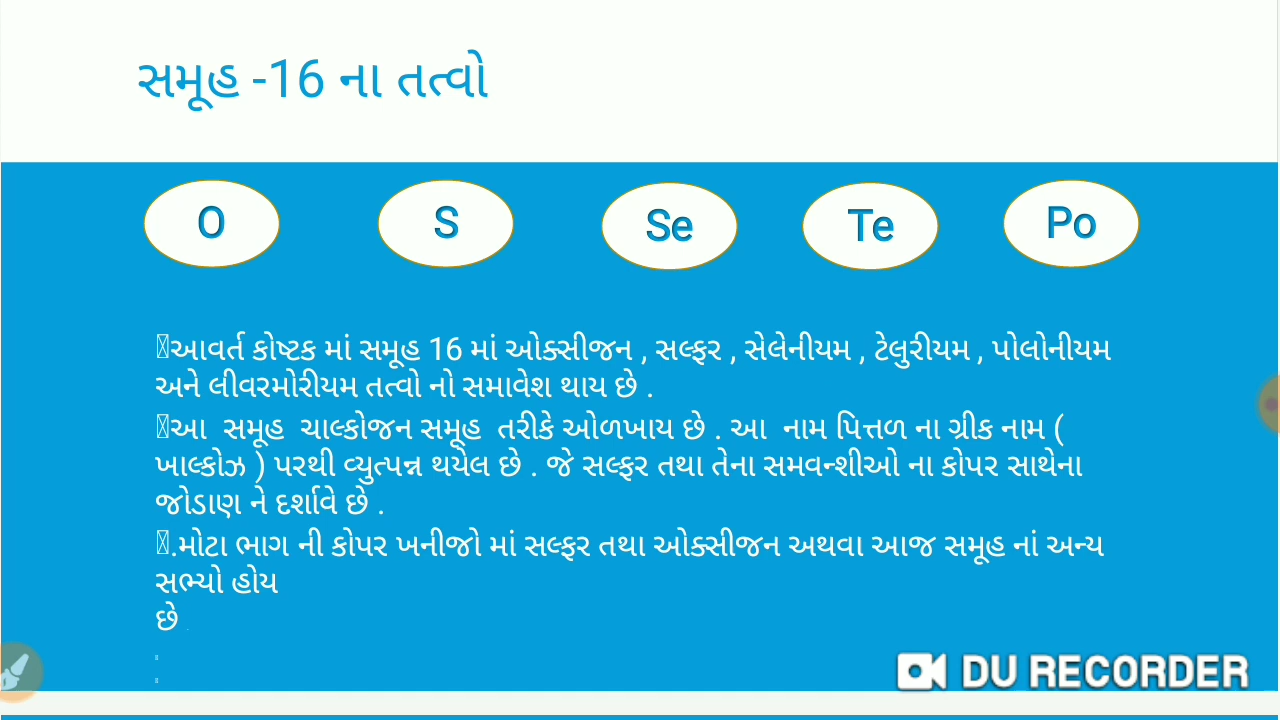 સમૂહ -16 ના તત્વો
O S Se Te Po
આવર્ત કોષ્ટક માં સમૂહ 16 માં ઓક્સીજન , સલ્ફર , સેલેનીયમ , ટેલુરીયમ , પોલોનીયમ
અને લીવરમોરીયમ તત્વો નો સમાવેશ થાય છે .
આ સમૂહ ચાલ્કોજન સમૂહ તરીકે ઓળખાય છે . આ નામ પિત્તળ ના ગ્રીક નામ (
ખાલ્કોઝ ) પરથી વ્યુત્પન્ન થયેલ છે . જે સલ્ફર તથા તેના સમવન્શીઓ ના કોપર સાથેના
જોડાણ ને દર્શાવે છે .
.મોટા ભાગ ની કોપર ખનીજો માં સલ્ફર તથા ઓક્સીજન અથવા આજ સમૂહ નાં અન્ય
સભ્યો હોય
છે .
DU RECORDER